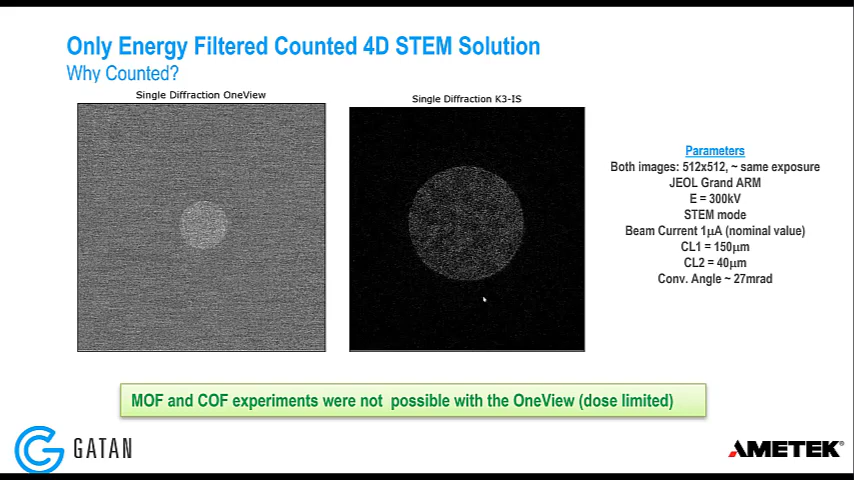 Only Energy Filtered Counted 4D STEM Solution
Why Counted?
Single Diffraction OneView
Single Diffraction K3-IS
Parameters
Both images: 512x512, ~ same exposure
JEOL Grand ARM
E = 300kV
STEM mode
Beam Current 1μA (nominal value)
CL1 = 150μm
CL2 = 40μm
Conv. Angle ~ 27mrad
MOF and COF experiments were not possible with the OneView (dose limited)
GATAN
AMETEK®